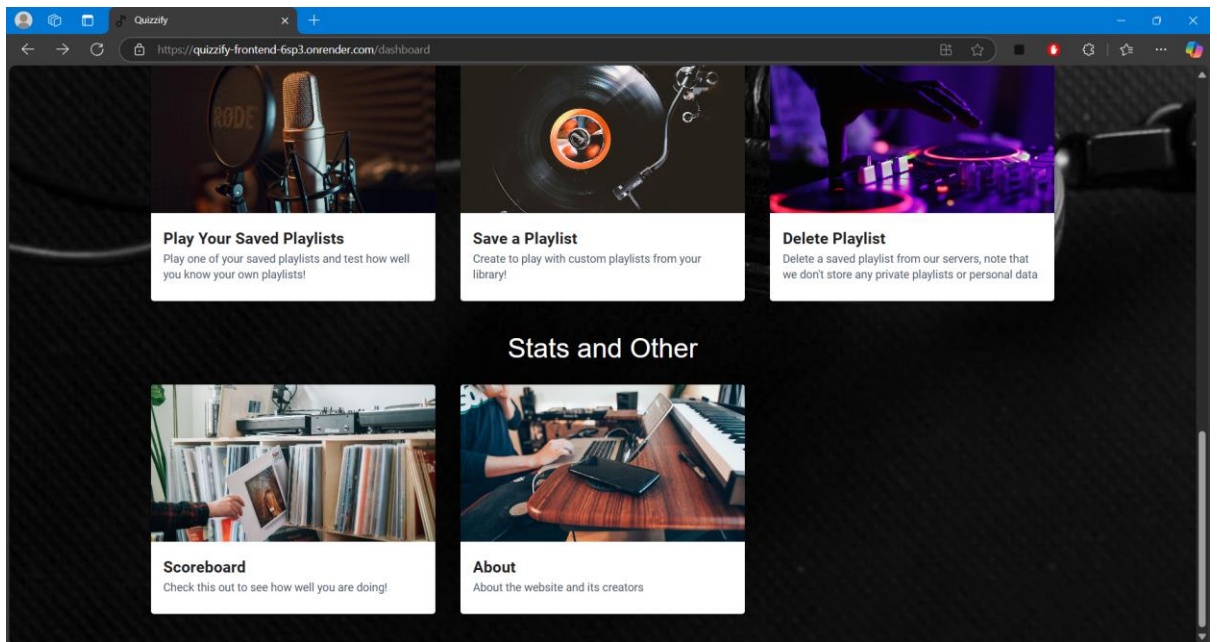 Quizzify
https://quizzify-frontend-6sp3.onrender.com/dashboard
RØDE
Play Your Saved Playlists
Play one of your saved playlists and test how well
you know your own playlists!
Save a Playlist
Create to play with custom playlists from your
library!
Delete Playlist
Delete a saved playlist from our servers, note that
we don't store any private playlists or personal data
Stats and Other
Scoreboard
Check this out to see how well you are doing!
About
About the website and its creators